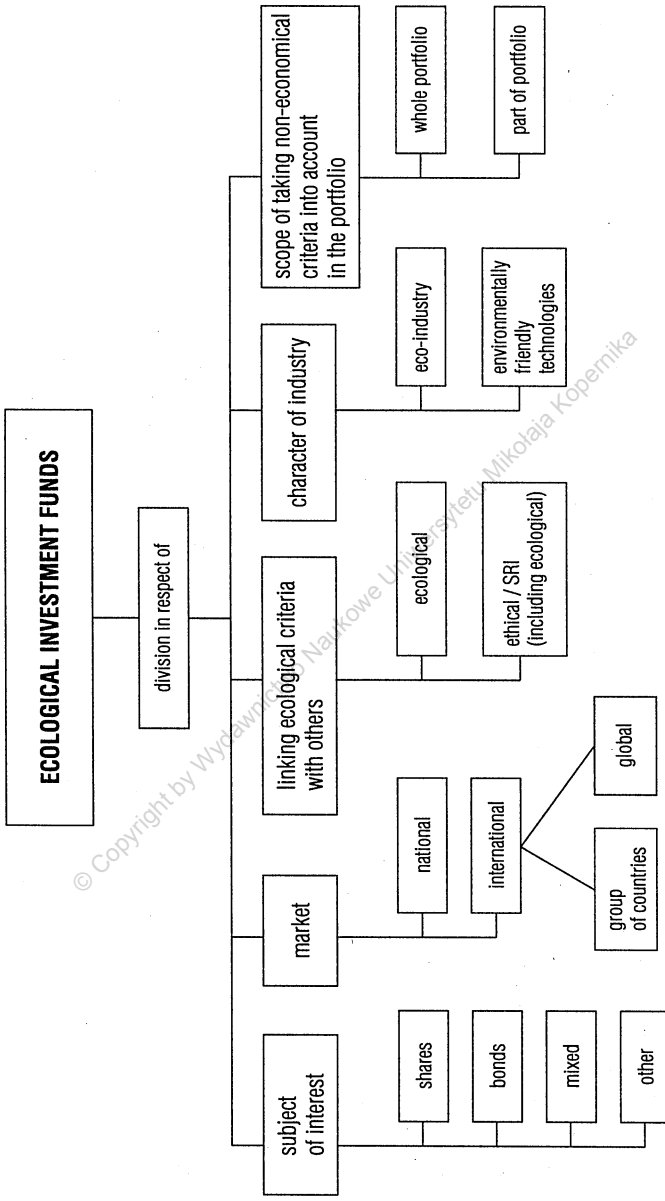 ECOLOGICAL INVESTMENT FUNDS
division in respect of
subject
of interest
shares
bonds
mixed
other
market
national
international
group
of countries
global
linking ecological criteria
with others
ecological
ethical / SRI
(including ecological)
character of industry
eco-industry
environmentally
friendly
technologies
scope of taking non-economical
criteria into account
in the portfolio
whole portfolio
part of portfolio
© Copyright by Wydawnictwo Naukowe Uniwersytetu Mikołaja Kopernika